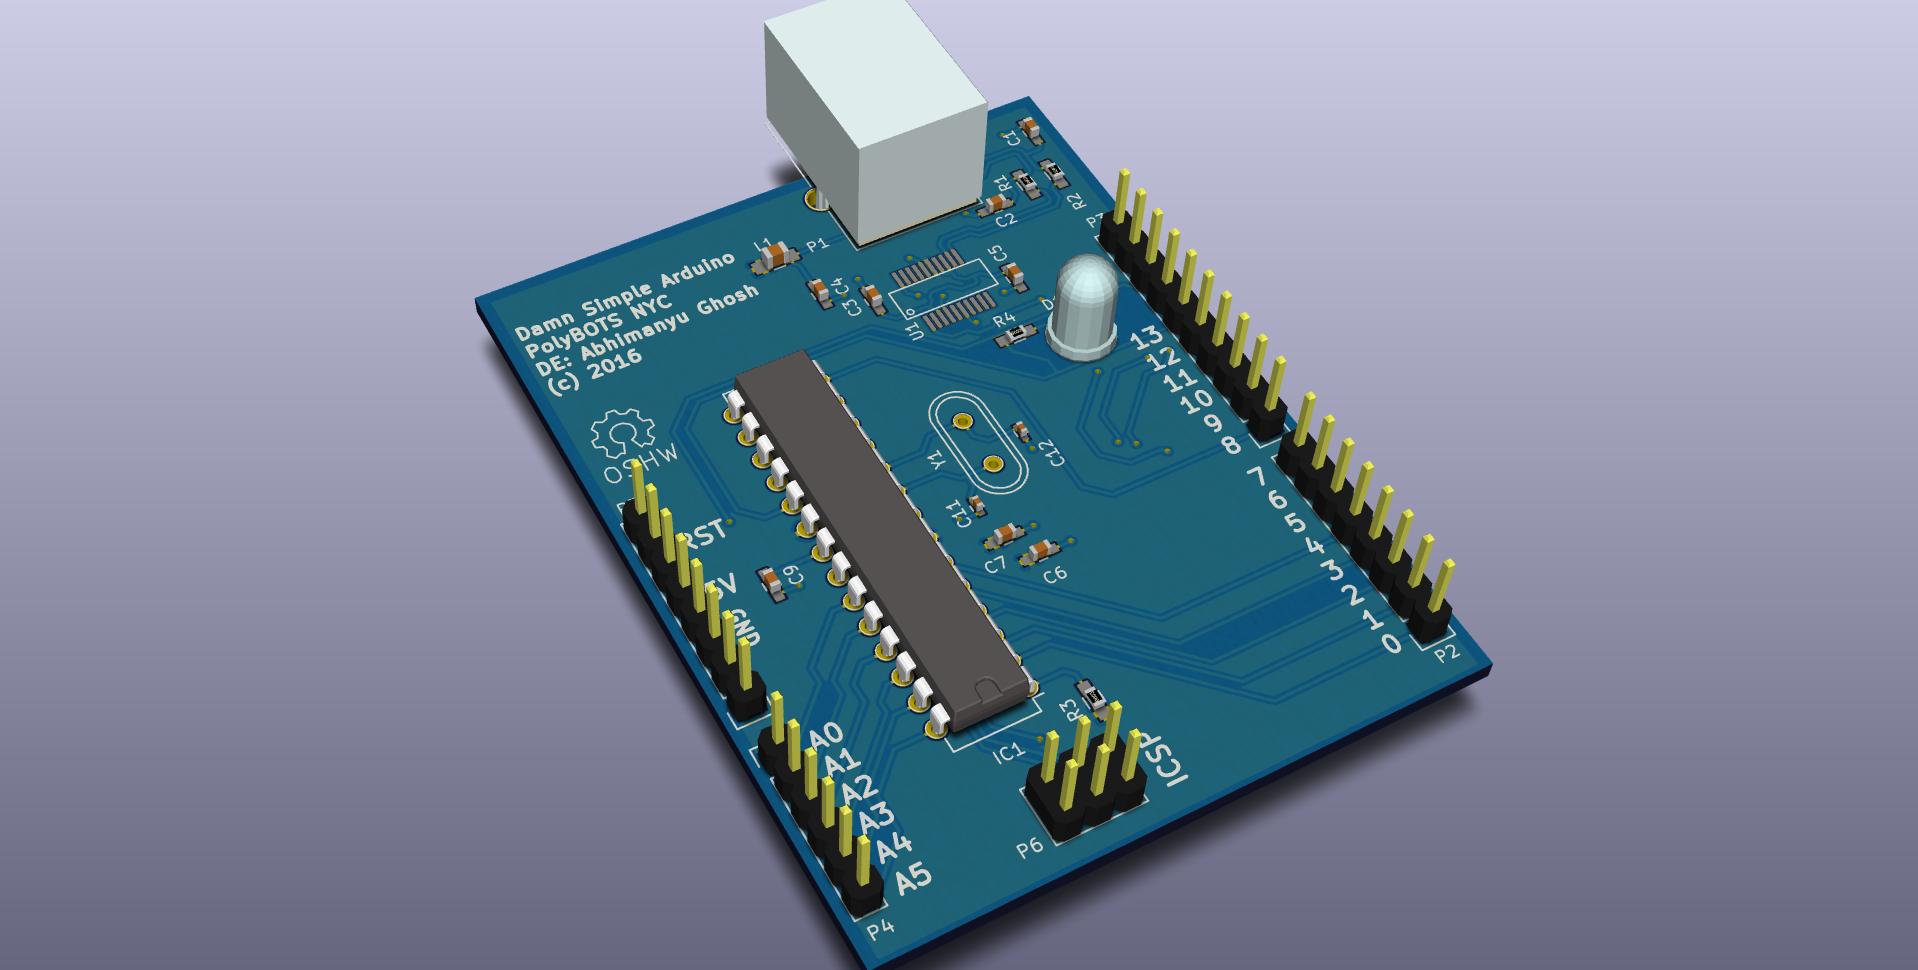 Damn Simple Arduino
PolyBOTS NYC
DE: Abhimanyu Ghosh
(c) 2016
OSHW
L1
P1
C4
C3
U1
C5
C1
R1
R2
C2
R4
13
12
11
10
9
8
7
6
5
4
3
2
1
0
P2
Y1
C12
C11
C7
C6
C9
RST
5V
GND
A0
A1
A2
A3
A4
A5
P4
IC1
R3
ICSP
P6